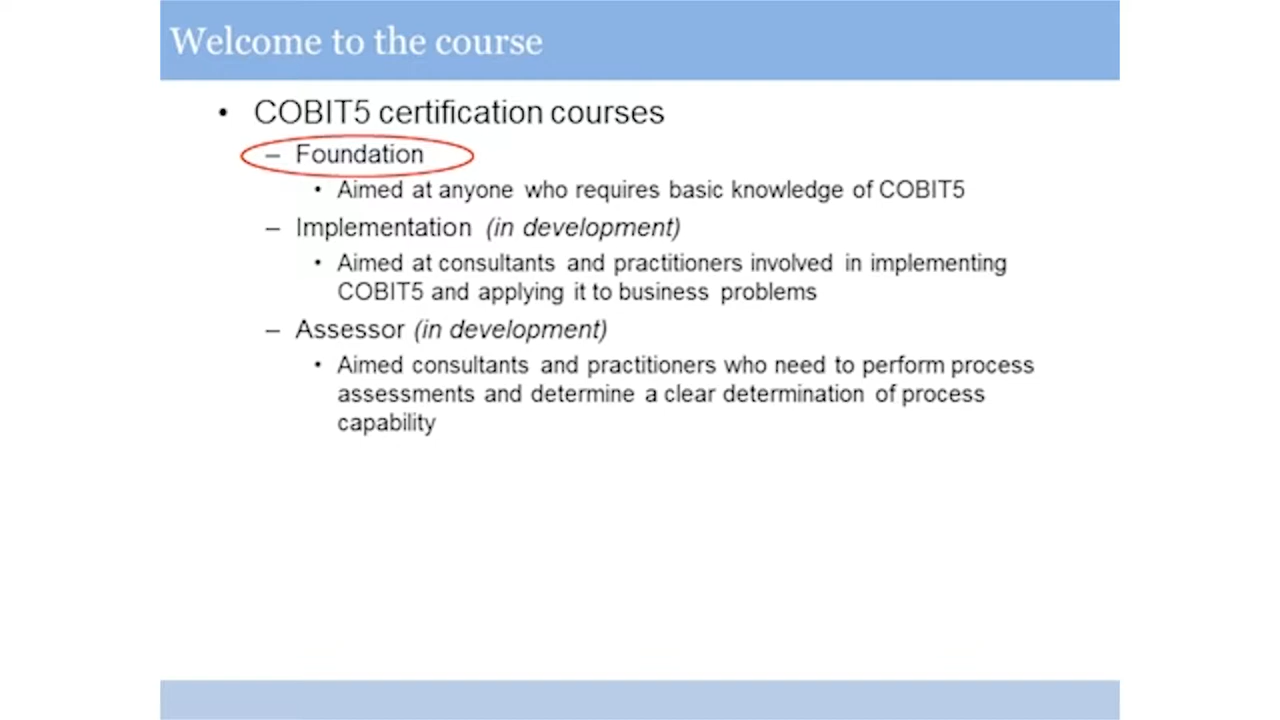 Welcome to the course
• COBIT5 certification courses
– Foundation
• Aimed at anyone who requires basic knowledge of COBIT5
– Implementation (in development)
• Aimed at consultants and practitioners involved in implementing
COBIT5 and applying it to business problems
– Assessor (in development)
• Aimed consultants and practitioners who need to perform process
assessments and determine a clear determination of process
capability